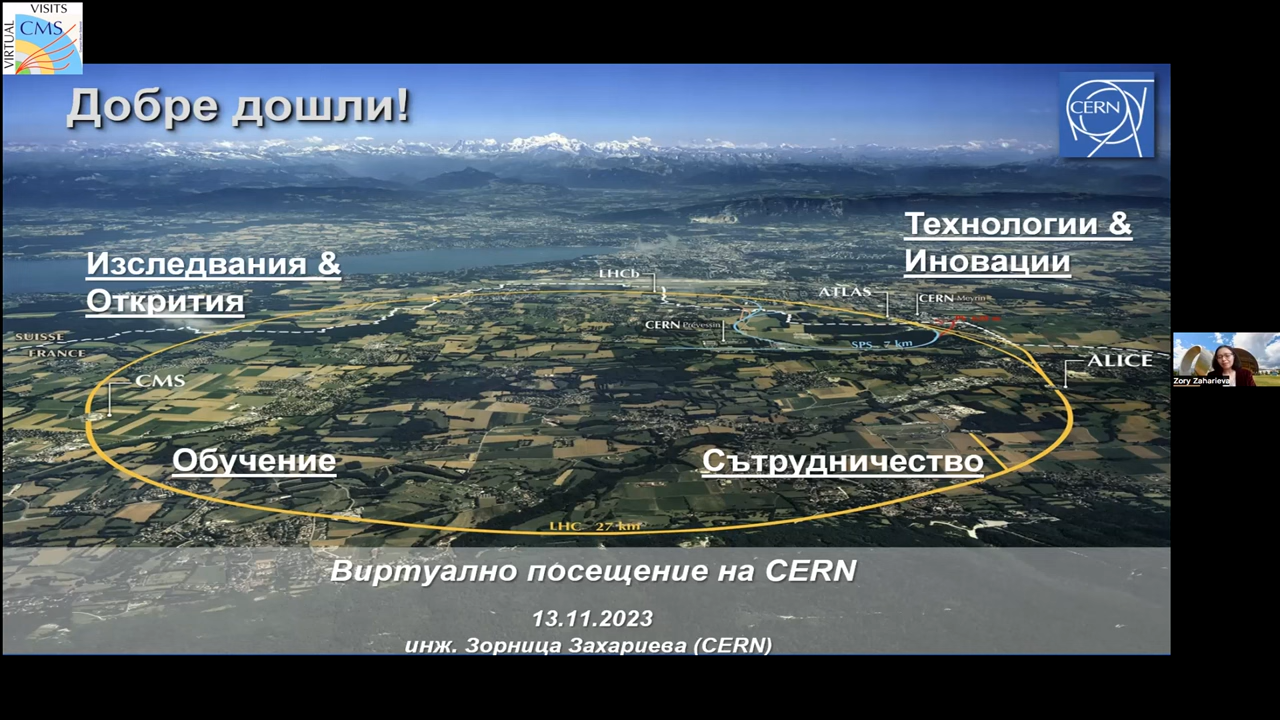 VISITS
CMS
VIRTUAL
Добре дошли!
CERN
Технологии &
Иновации
Изследвания &
Открития
LHCb
ATLAS
CERN Meyrin
CERN Prévessin
SPS 7 km
SUISSE
FRANCE
ALICE
CMS
Zory Zaharieva
Обучение
Сътрудничество
LHC 27 km
Виртуално посещение на CERN
13.11.2023
инж. Зорница Захариева (CERN)